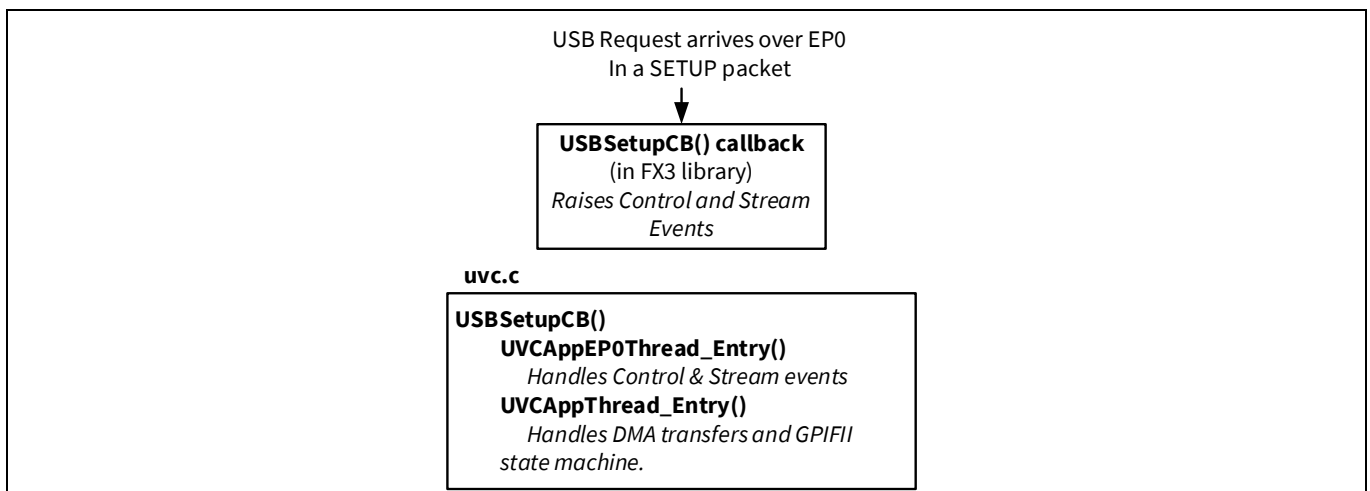 USB Request arrives over EP0
In a SETUP packet
USBSetupCB() callback
(in FX3 library)
Raises Control and Stream
Events
uvc.c
USBSetupCB()
UVCAppEP0Thread_Entry()
Handles Control & Stream events
UVCAppThread_Entry()
Handles DMA transfers and GPIFII
state machine.